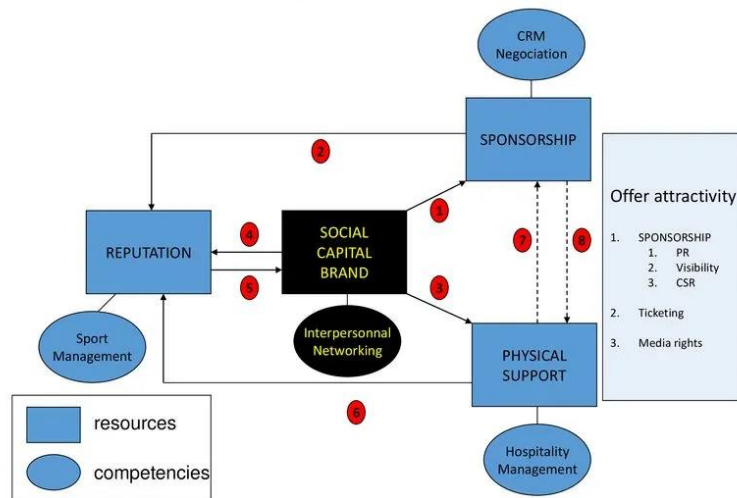 CRM
Negociation
SPONSORSHIP
2
Offer attractivity
1. SPONSORSHIP
1. PR
2. Visibility
3. CSR
2. Ticketing
3. Media rights
1
REPUTATION
4
5
SOCIAL
CAPITAL
BRAND
7
8
3
Sport
Management
Interpersonnal
Networking
PHYSICAL
SUPPORT
6
resources
competencies
Hospitality
Management